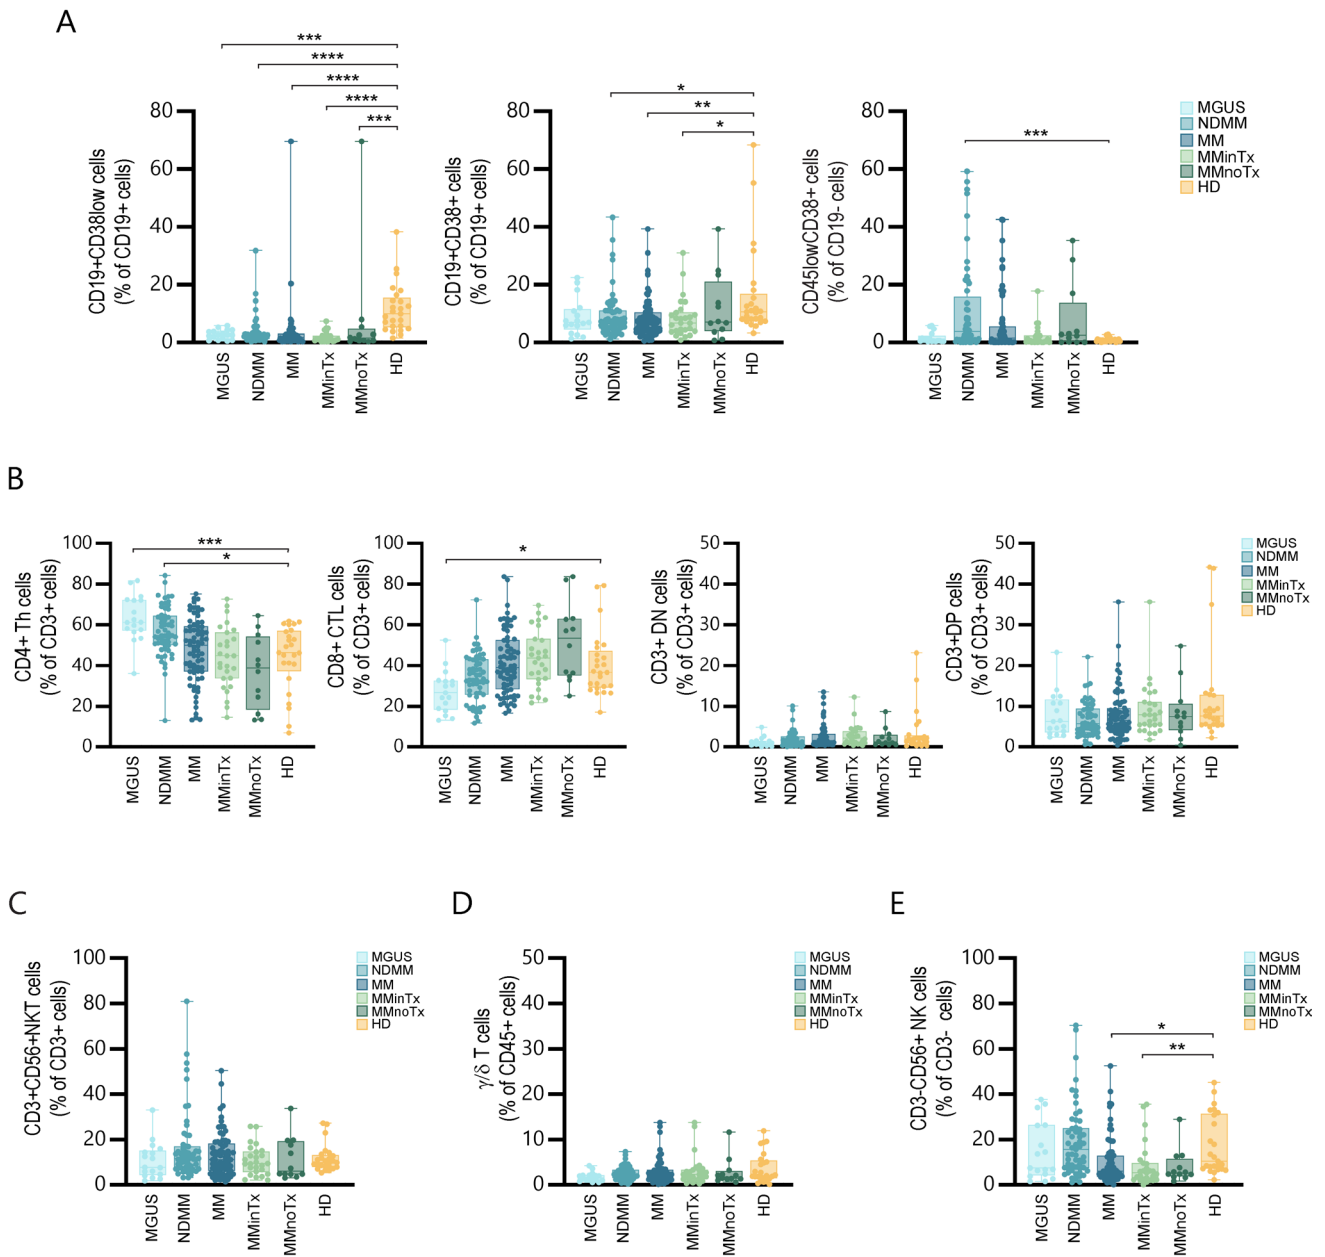 A
***
****
****
****
***
CD19+CD38low cells
(% of CD19+ cells)
80
60
40
20
0
MGUS
NDMM
MM
MMinTx
MMnoTx
HD
*
**
*
CD19+CD38+ cells
(% of CD19+ cells)
80
60
40
20
0
MGUS
NDMM
MM
MMinTx
MMnoTx
HD
***
CD45lowCD38+ cells
(% of CD19- cells)
80
60
40
20
0
MGUS
NDMM
MM
MMinTx
MMnoTx
HD
MGUS
NDMM
MM
MMinTx
MMnoTx
HD
B
***
*
CD4+ Th cells
(% of CD3+ cells)
100
80
60
40
20
0
MGUS
NDMM
MM
MMinTx
MMnoTx
HD
*
CD8+ CTL cells
(% of CD3+ cells)
100
80
60
40
20
0
MGUS
NDMM
MM
MMinTx
MMnoTx
HD
CD3+ DN cells
(% of CD3+ cells)
50
40
30
20
10
0
MGUS
NDMM
MM
MMinTx
MMnoTx
HD
CD3+DP cells
(% of CD3+ cells)
50
40
30
20
10
0
MGUS
NDMM
MM
MMinTx
MMnoTx
HD
MGUS
NDMM
MM
MMinTx
MMnoTx
HD
C
CD3+CD56+NKT cells
(% of CD3+ cells)
100
80
60
40
20
0
MGUS
NDMM
MM
MMinTx
MMnoTx
HD
MGUS
NDMM
MM
MMinTx
MMnoTx
HD
D
γ/δ T cells
(% of CD45+ cells)
50
40
30
20
10
0
MGUS
NDMM
MM
MMinTx
MMnoTx
HD
MGUS
NDMM
MM
MMinTx
MMnoTx
HD
E
*
**
CD3-CD56+ NK cells
(% of CD3- cells)
100
80
60
40
20
0
MGUS
NDMM
MM
MMinTx
MMnoTx
HD
MGUS
NDMM
MM
MMinTx
MMnoTx
HD